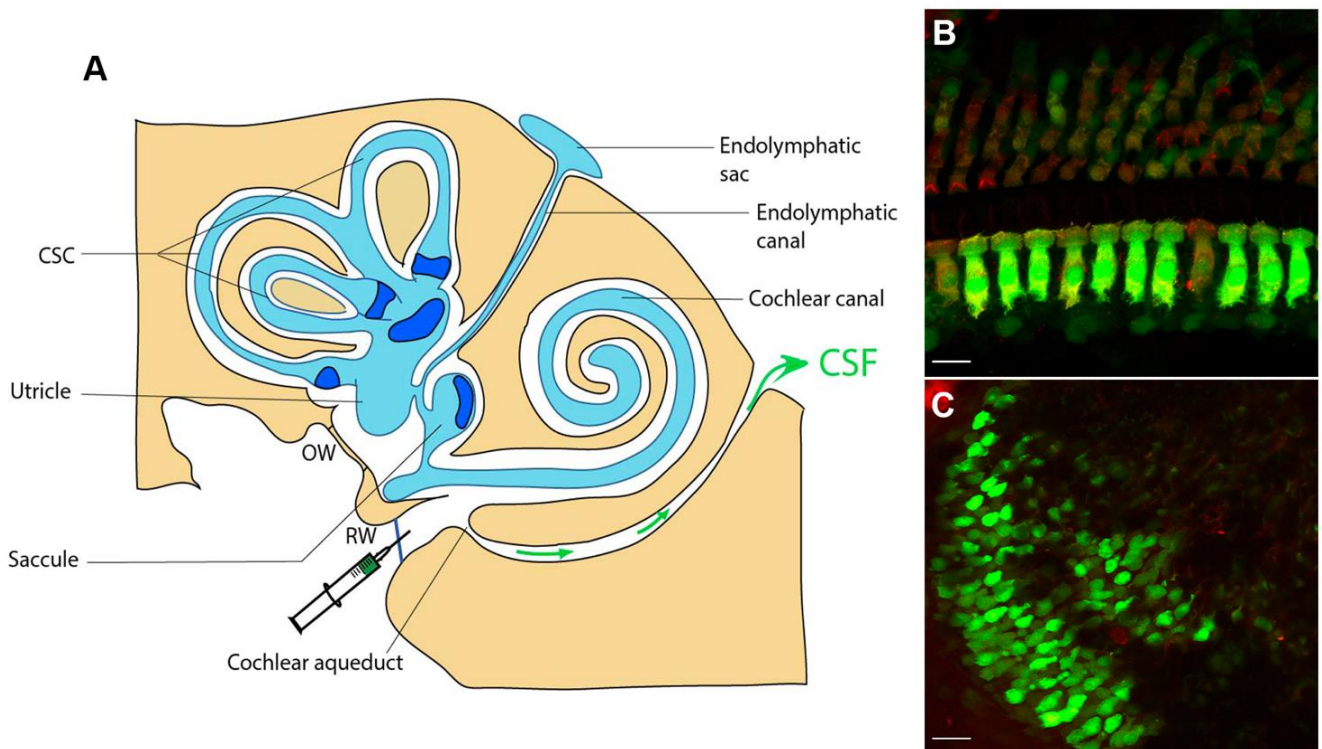 A
Endolymphatic
sac
Endolymphatic
canal
CSC
Cochlear canal
CSF
Utricle
OW
RW
Saccule
Cochlear aqueduct
B
C